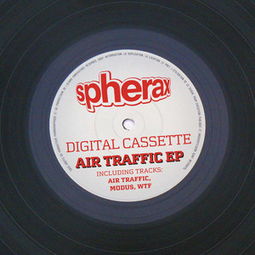 spherax
DIGITAL CASSETTE
AIR TRAFFIC EP
INCLUDING TRACKS:
AIR TRAFFIC,
MODUS, WTF